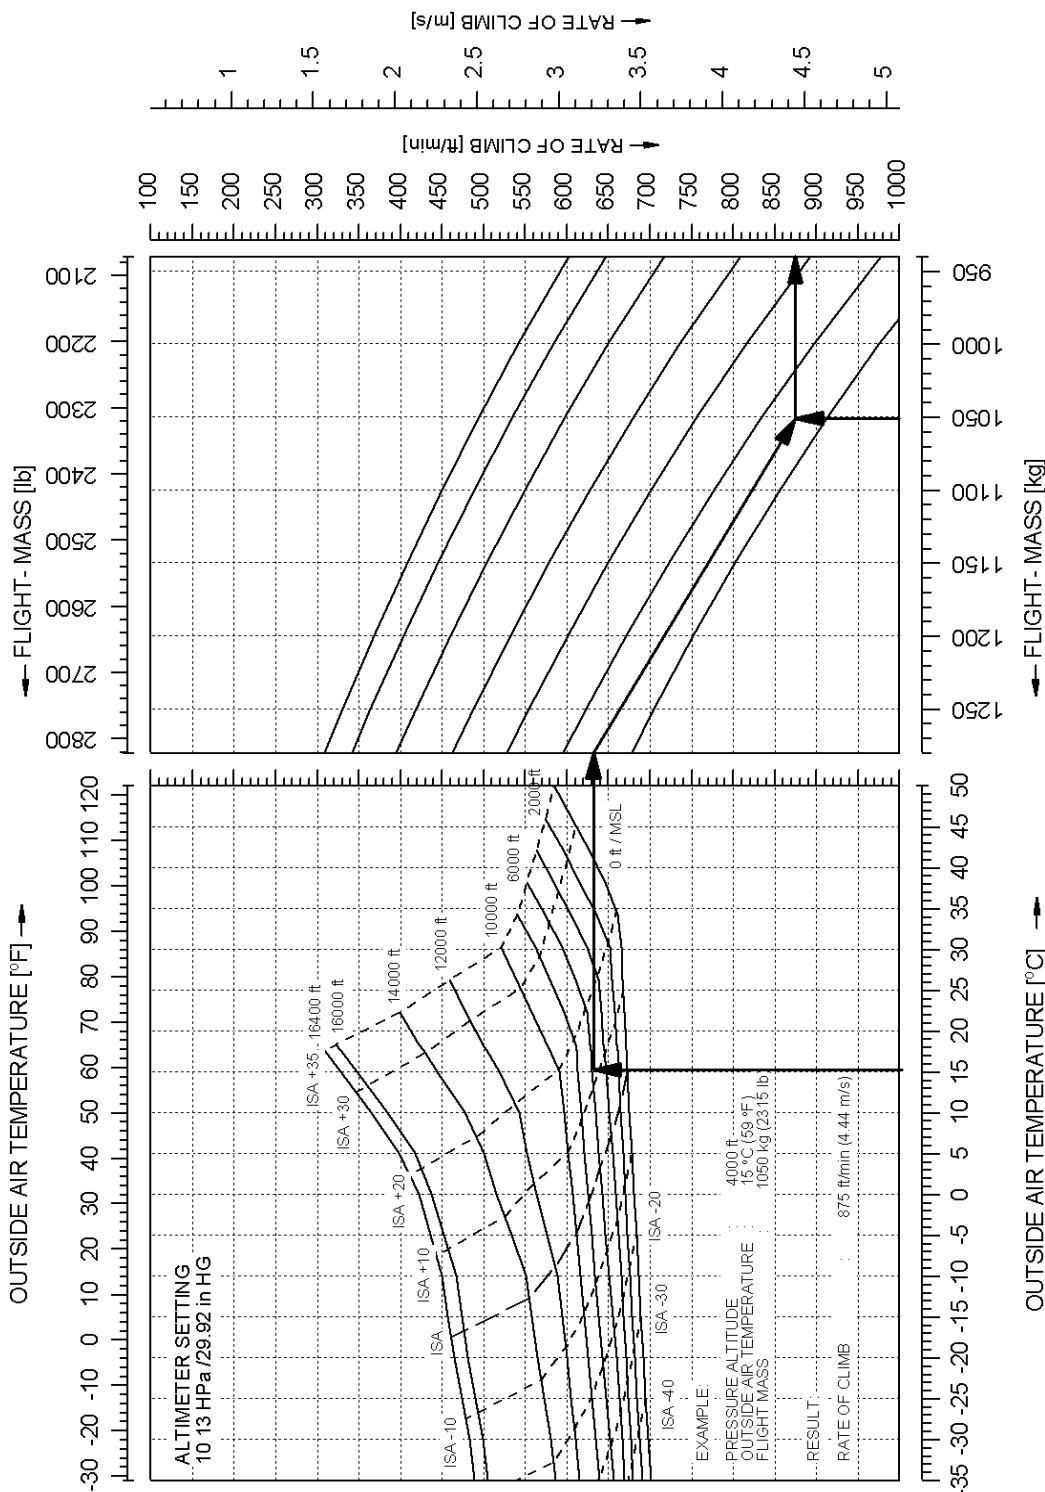 ← RATE OF CLIMB [m/s]
1 1.5 2 2.5 3 3.5 4 4.5 5
← RATE OF CLIMB [ft/min]
100 150 200 250 300 350 400 450 500 550 600 650 700 750 800 850 900 950 1000
← FLIGHT- MASS [lb]
2100
2200
2300
2400
2500
2600
2700
2800
950
1000
1050
1100
1150
1200
1250
← FLIGHT- MASS [kg]
OUTSIDE AIR TEMPERATURE [°F] →
-30 -20 -10 0 10 20 30 40 50 60 70 80 90 100 110 120
ALTIMETER SETTING
10 13 HPa /29.92 in HG
ISA +35
16400 ft
16000 ft
14000 ft
12000 ft
10000 ft
6000 ft
2000 ft
0 ft / MSL
ISA +30
ISA +20
ISA +10
ISA
ISA -10
ISA -20
ISA -30
ISA -40
EXAMPLE:
PRESSURE ALTITUDE : 4000 ft
OUTSIDE AIR TEMPERATURE : 15 °C (59 °F)
FLIGHT MASS : 1050 kg (2315 lb)
RESULT:
RATE OF CLIMB : 875 ft/min (4.44 m/s)
-35 -30 -25 -20 -15 -10 -5 0 5 10 15 20 25 30 35 40 45 50
OUTSIDE AIR TEMPERATURE [°C] →